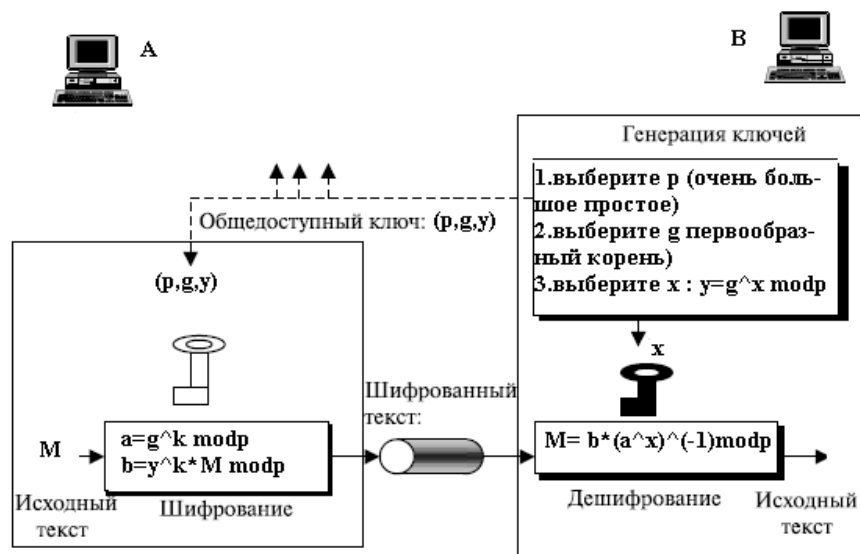 A
B
Генерация ключей
1.выберите p (очень боль-
шое простое)
2.выберите g первообраз-
ный корень)
3.выберите x : y=g^x modp
Общедоступный ключ: (p,g,y)
(p,g,y)
x
Шифрованный
текст:
M
a=g^k modp
b=y^k*M modp
M= b*(a^x)^(-1)modp
Исходный
текст
Шифрование
Дешифрование
Исходный
текст